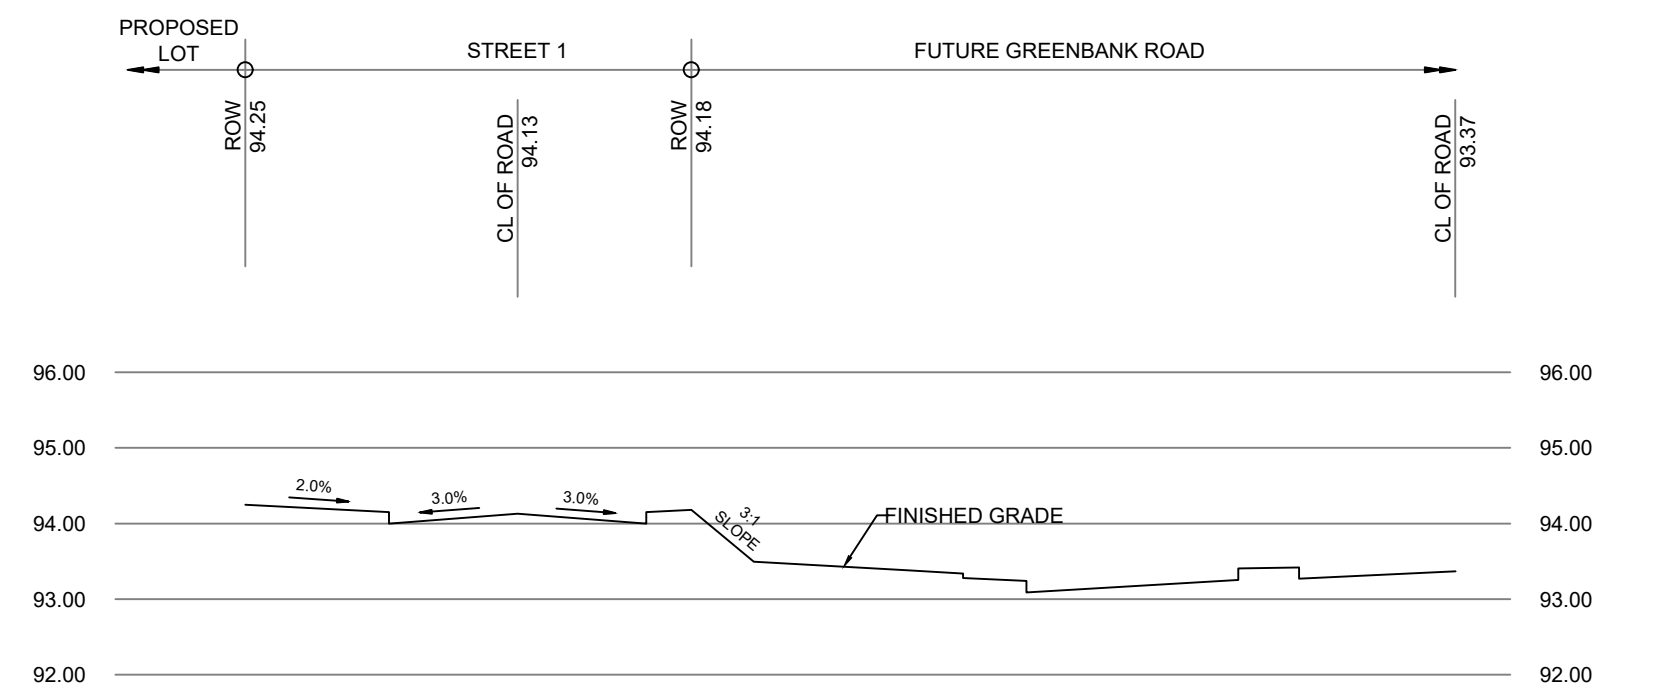 PROPOSED
LOT
STREET 1
FUTURE GREENBANK ROAD
ROW
94.25
CL OF ROAD
94.13
ROW
94.18
CL OF ROAD
93.37
96.00
96.00
95.00
95.00
2.0%
3.0%
3.0%
3:1
SLOPE
FINISHED GRADE
94.00
94.00
93.00
93.00
92.00
92.00